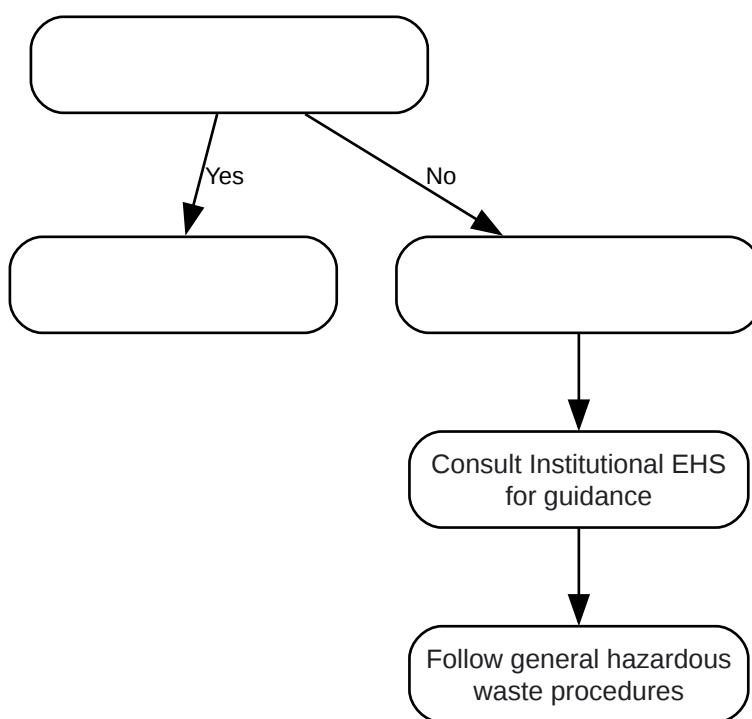 Yes
No
Consult Institutional EHS
for guidance
Follow general hazardous
waste procedures